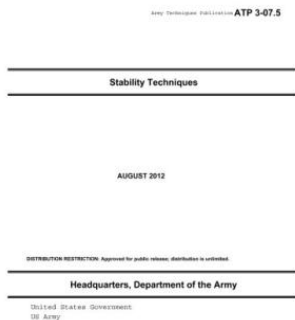 Army Techniques Publication ATP 3-07.5
Stability Techniques
AUGUST 2012
DISTRIBUTION RESTRICTION: Approved for public release; distribution is unlimited.
Headquarters, Department of the Army
United States Government
US Army